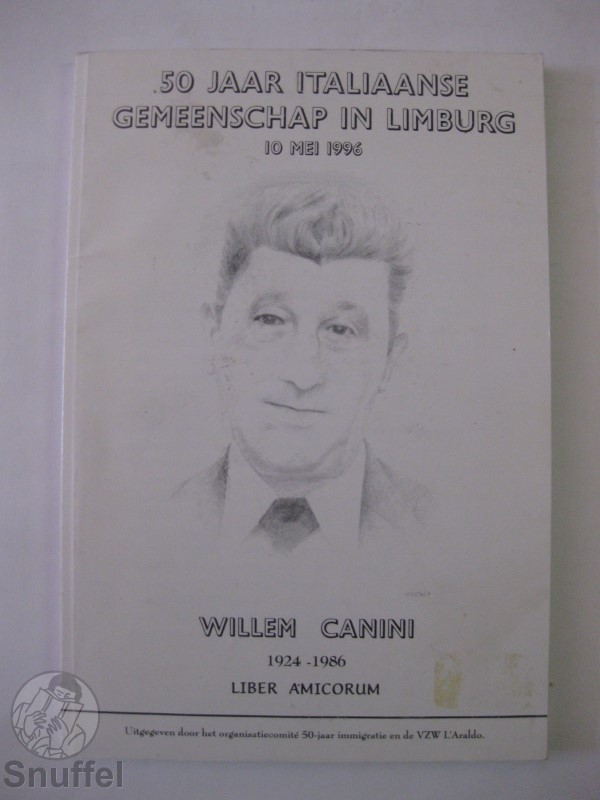 50 JAAR ITALIAANSE
GEMEENSCHAP IN LIMBURG
10 MEI 1996
WILLEM CANINI
1924 -1986
LIBER AMICORUM
Uitgegeven door het organisatiecomité 50-jaar immigratie en de VZW L'Araldo.
Snuffel